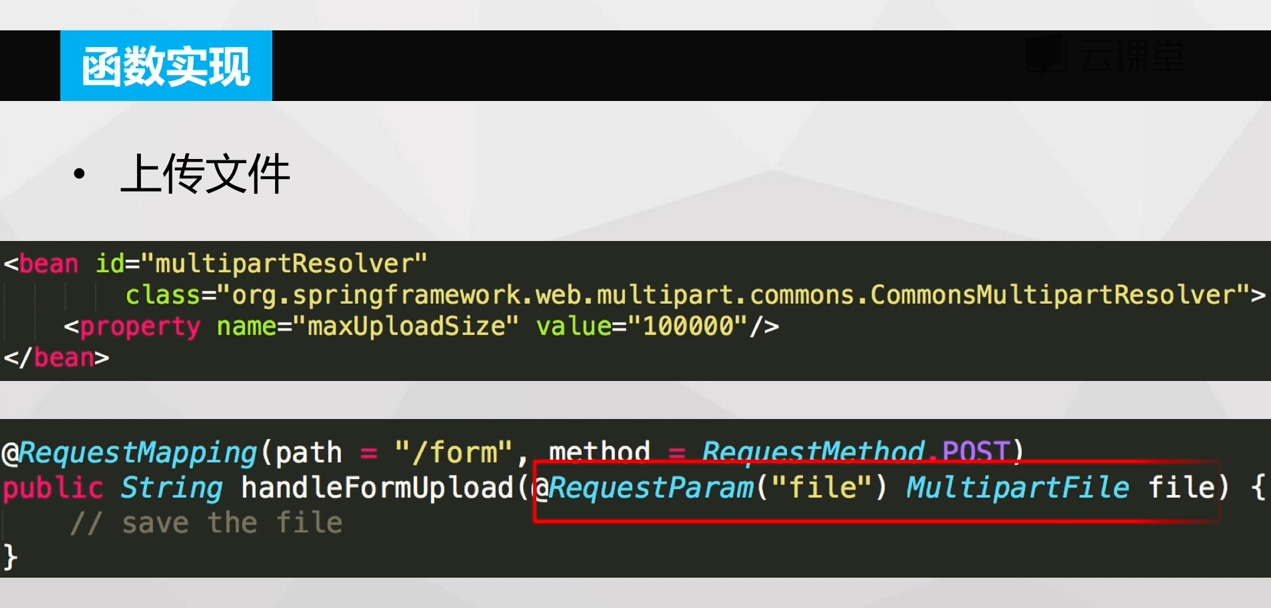 函数实现
云课堂
• 上传文件
<bean id="multipartResolver"
class="org.springframework.web.multipart.commons.CommonsMultipartResolver">
<property name="maxUploadSize" value="100000"/>
</bean>
@RequestMapping(path = "/form", method = RequestMethod.POST)
public String handleFormUpload(@RequestParam("file") MultipartFile file) {
// save the file
}